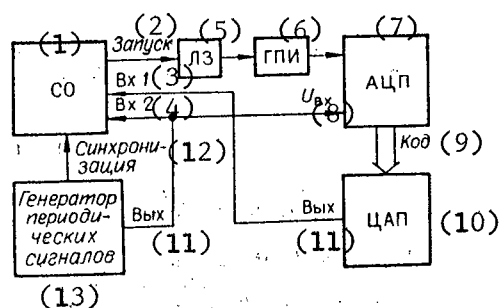 (1)
(2)
(5)
(6)
(7)
Запуск
ЛЗ
ГПИ
АЦП
СО
Вх 1 (3)
Вх 2 (4)
Uвх
(8)
Код (9)
Синхрони-
зация
(12)
Генератор
периоди-
ческих
сигналов
Вых
(11)
Вых
(11)
ЦАП
(10)
(13)